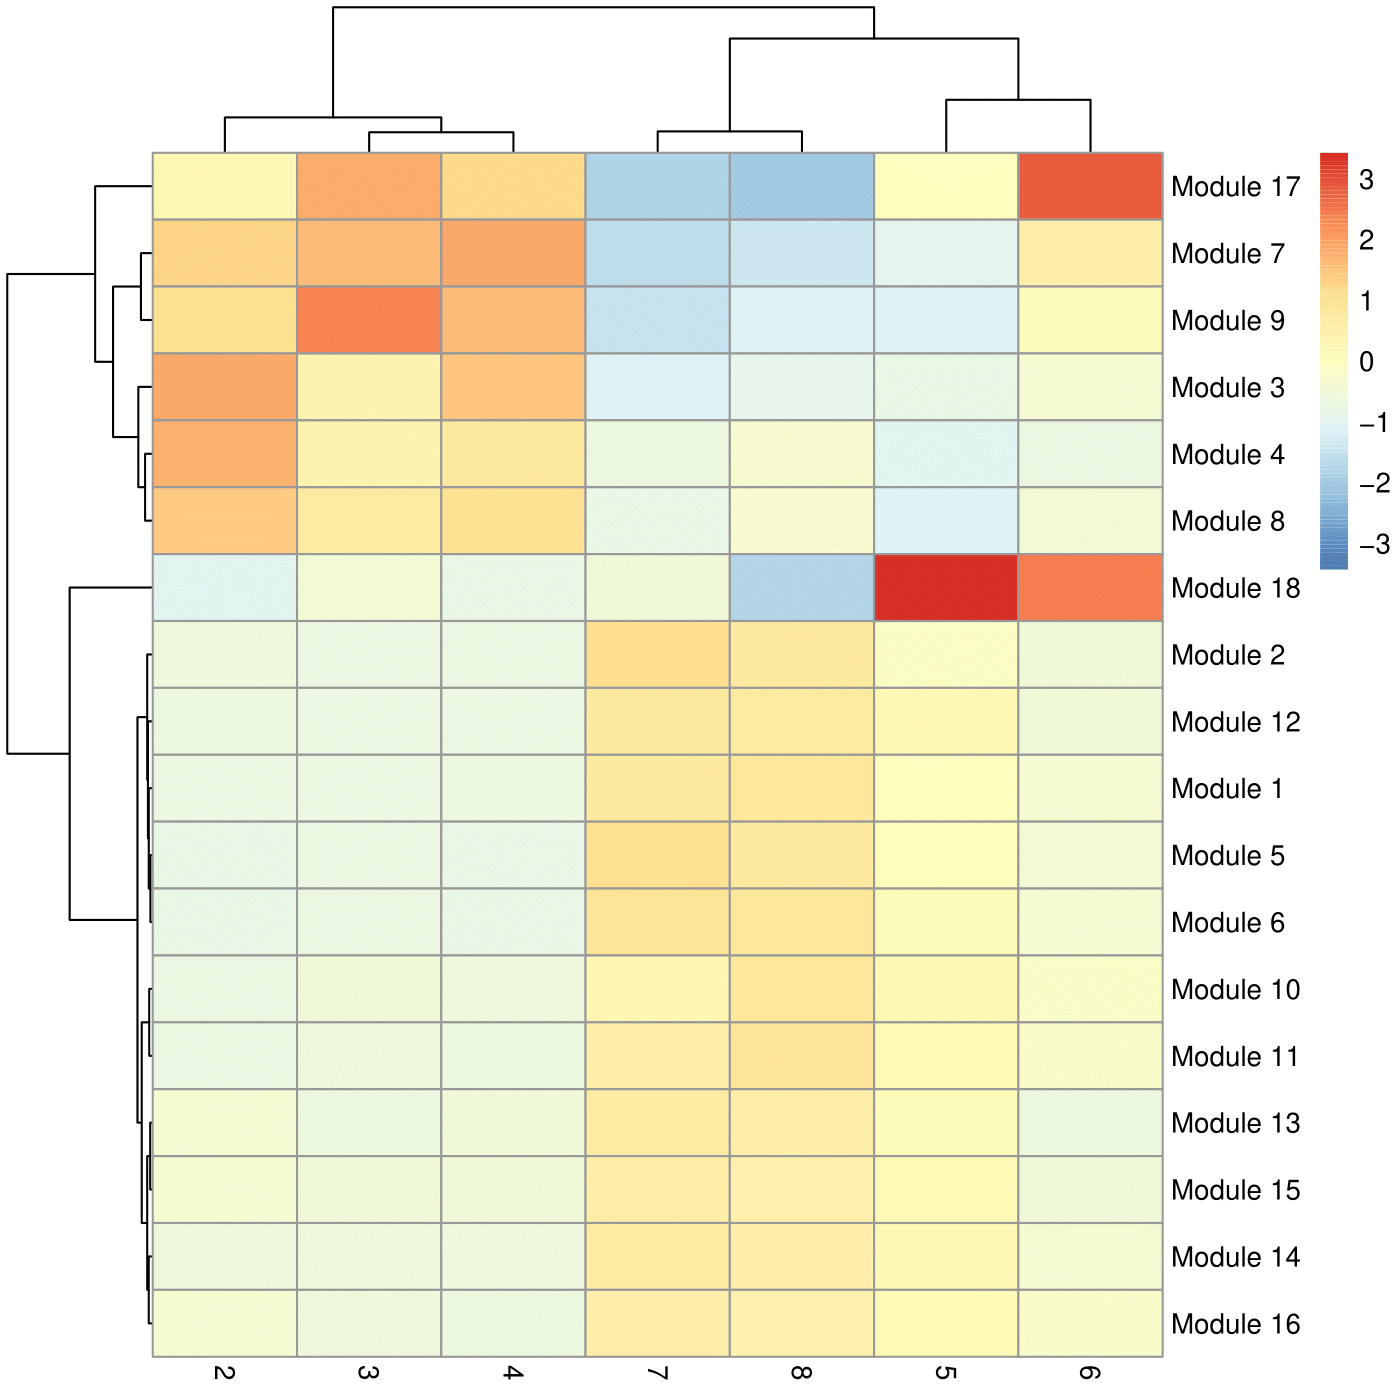 Module 17
Module 7
Module 9
Module 3
Module 4
Module 8
Module 18
Module 2
Module 12
Module 1
Module 5
Module 6
Module 10
Module 11
Module 13
Module 15
Module 14
Module 16
2 3 4 7 8 5 6
3
2
1
0
−1
−2
−3